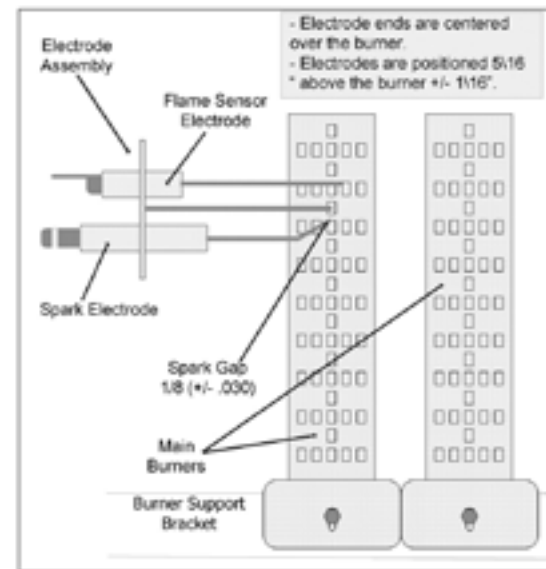 - Electrode ends are centered
over the burner.
- Electrodes are positioned 5\16
" above the burner +/- 1\16".
Electrode
Assembly
Flame Sensor
Electrode
Spark Electrode
Spark Gap
1/8 (+/- .030)
Main
Burners
Burner Support
Bracket